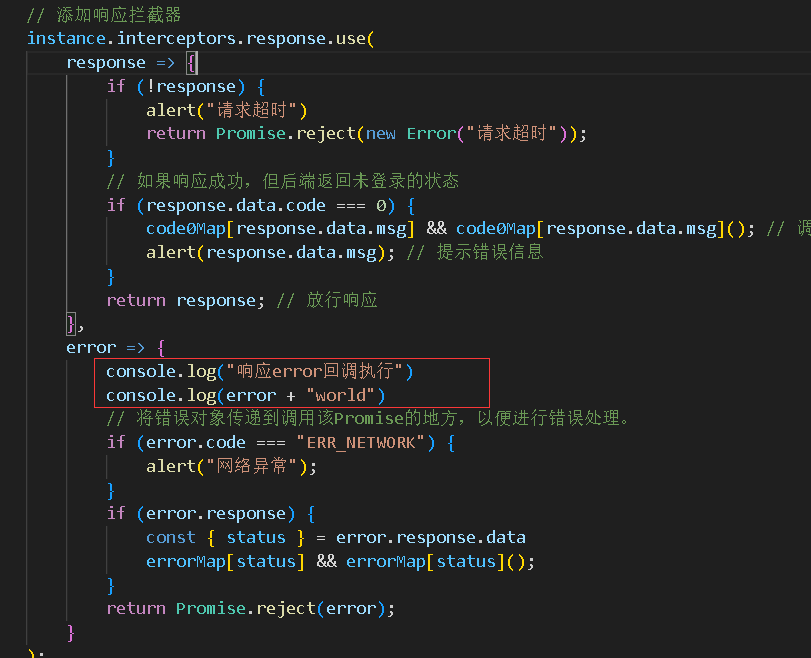 // 添加响应拦截器
instance.interceptors.response.use(
    response => {
        if (!response) {
            alert("请求超时")
            return Promise.reject(new Error("请求超时"));
        }
        // 如果响应成功，但后端返回未登录的状态
        if (response.data.code === 0) {
            code0Map[response.data.msg] && code0Map[response.data.msg](); // 调
            alert(response.data.msg); // 提示错误信息
        }
        return response; // 放行响应
    },
    error => {
        console.log("响应error回调执行")
        console.log(error + "world")
        // 将错误对象传递到调用该Promise的地方，以便进行错误处理。
        if (error.code === "ERR_NETWORK") {
            alert("网络异常");
        }
        if (error.response) {
            const { status } = error.response.data
            errorMap[status] && errorMap[status]();
        }
        return Promise.reject(error);
    }
);